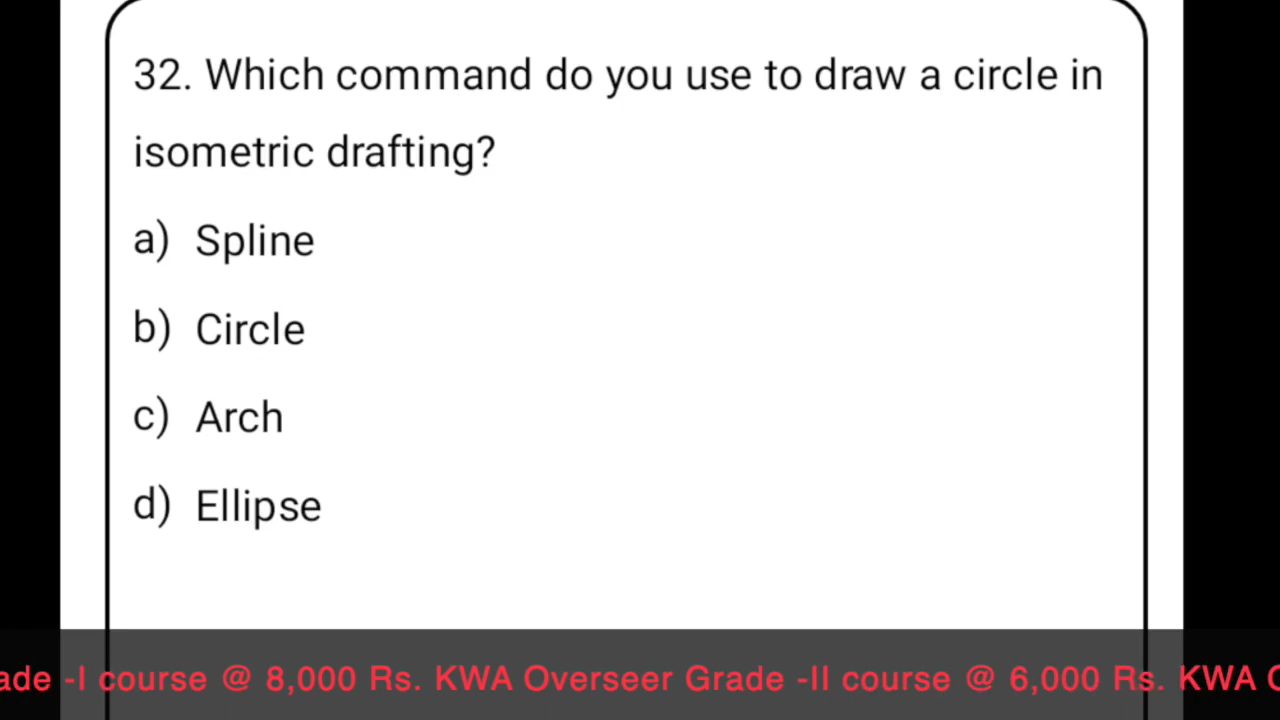 32. Which command do you use to draw a circle in
isometric drafting?
a) Spline
b) Circle
c) Arch
d) Ellipse
-I course @ 8,000 Rs. KWA Overseer Grade -II course @ 6,000 Rs. KWA